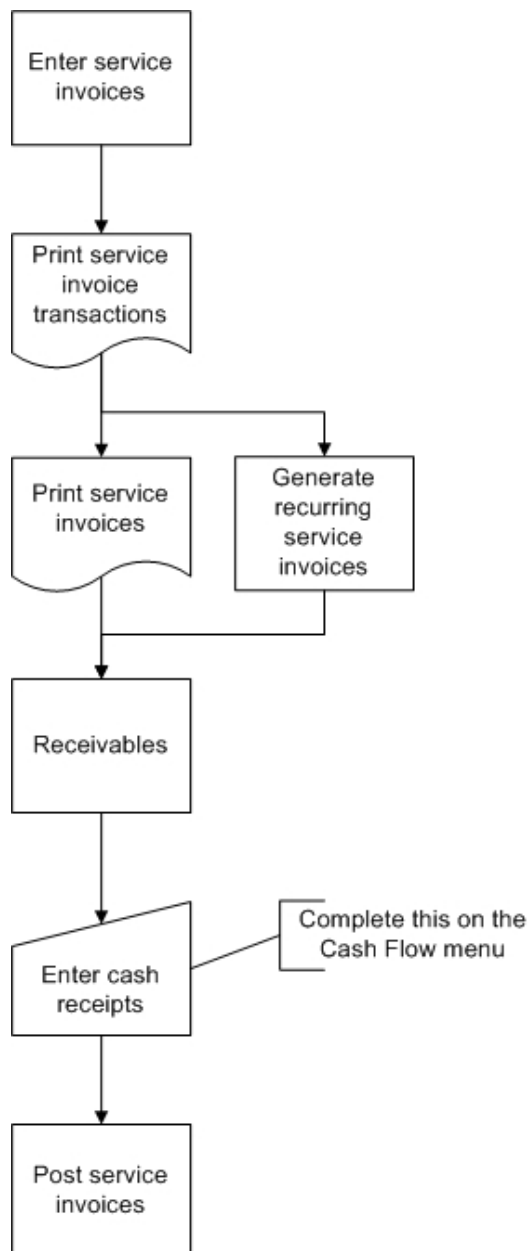 Enter service
invoices
Print service
invoice
transactions
Print service
invoices
Generate
recurring
service
invoices
Receivables
Enter cash
receipts
Complete this on the
Cash Flow menu
Post service
invoices